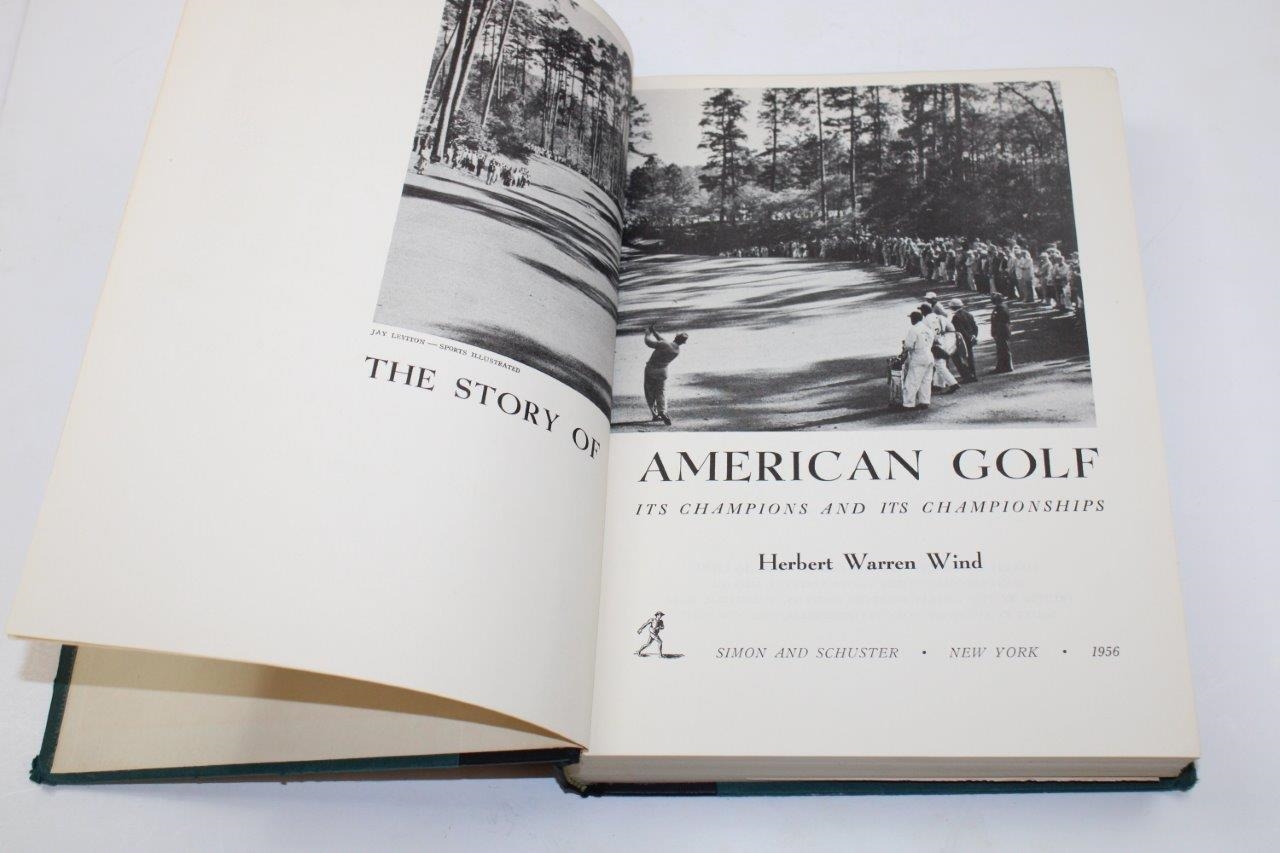 JAY LEVITON — SPORTS ILLUSTRATED
THE STORY OF
AMERICAN GOLF
ITS CHAMPIONS AND ITS CHAMPIONSHIPS
Herbert Warren Wind
SIMON AND SCHUSTER • NEW YORK • 1956